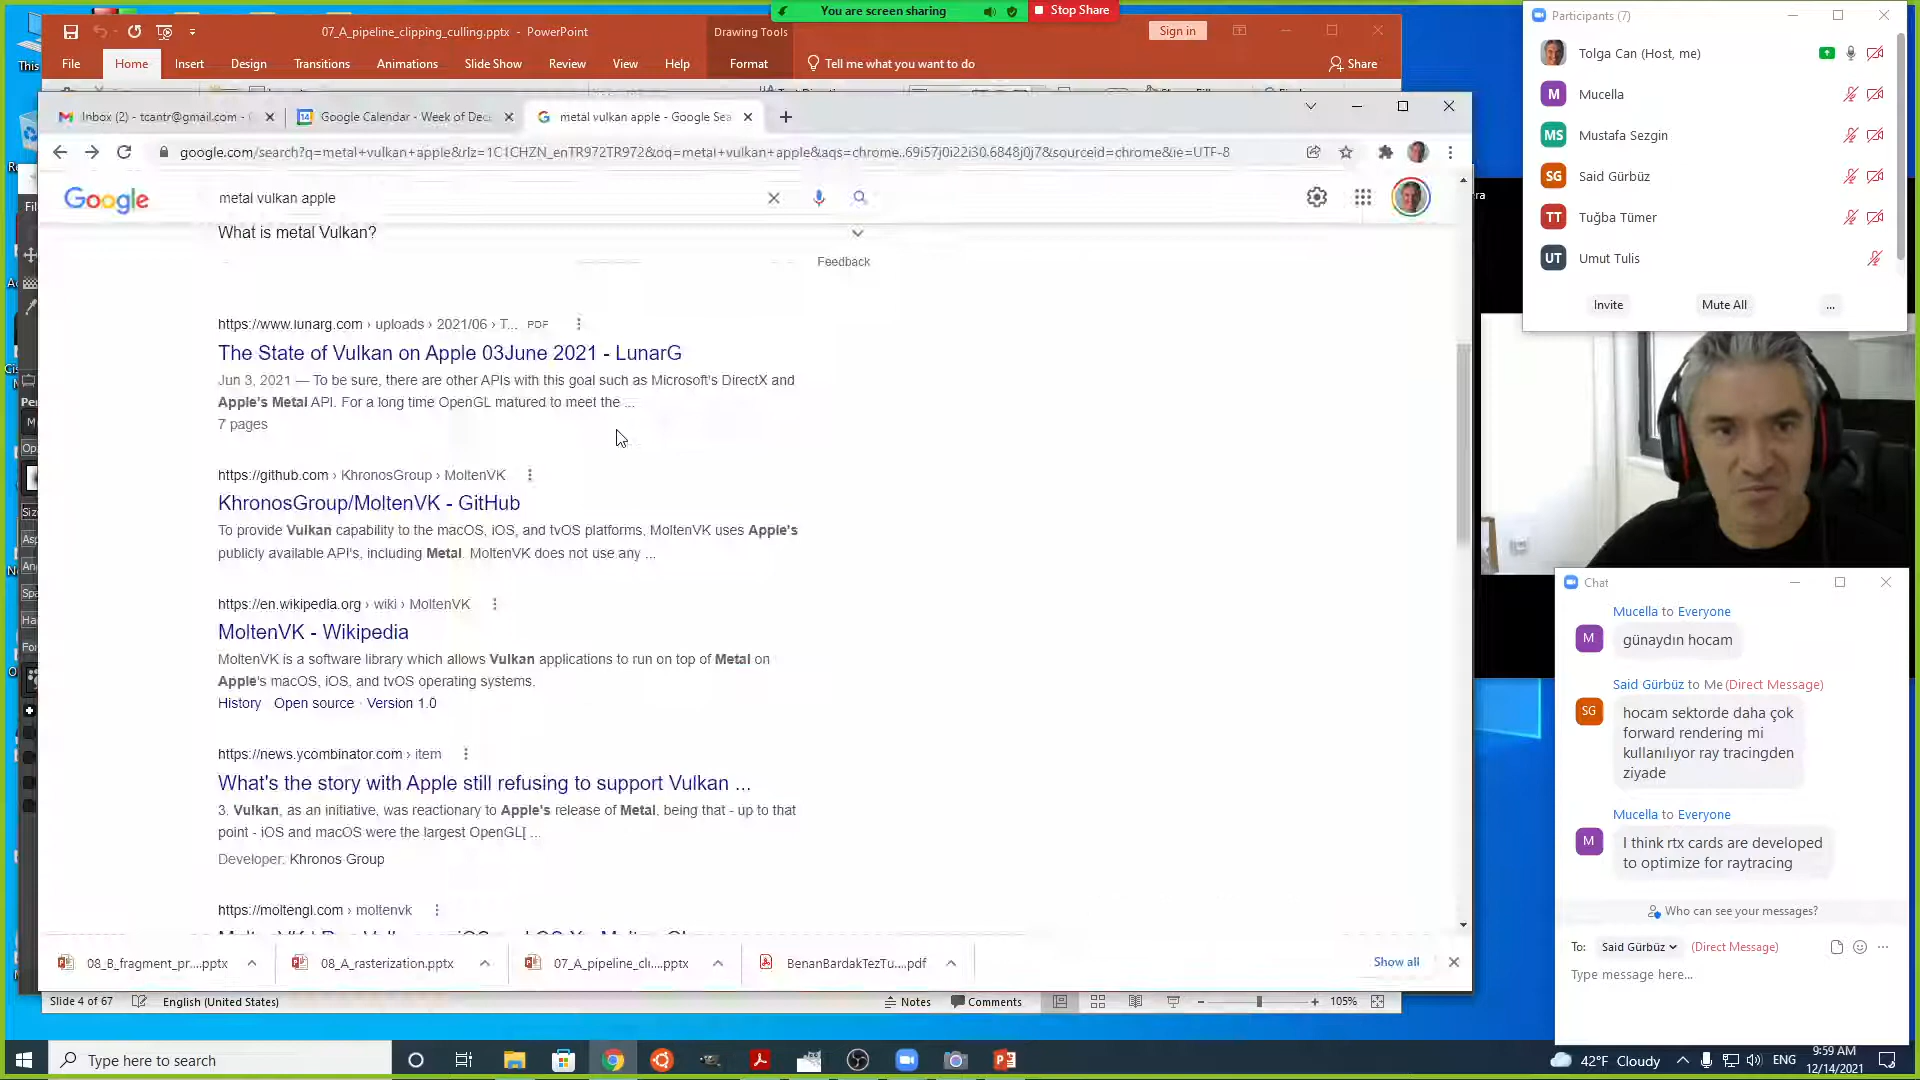 You are screen sharing
Stop Share
07_A_pipeline_clipping_culling.pptx - PowerPoint
Drawing Tools
Sign in
File
Home
Insert
Design
Transitions
Animations
Slide Show
Review
View
Help
Format
Tell me what you want to do
Share
This
Inbox (2) - tcantr@gmail.com -
Google Calendar - Week of Dec
metal vulkan apple - Google Sea
google.com/search?q=metal+vulkan+apple&rlz=1C1CHZN_enTR972TR972&oq=metal+vulkan+apple&aqs=chrome..69i57j0i22i30.6848j0j7&sourceid=chrome&ie=UTF-8
Google
metal vulkan apple
What is metal Vulkan?
Feedback
https://www.lunarg.com › uploads › 2021/06 › T... PDF
The State of Vulkan on Apple 03June 2021 - LunarG
Jun 3, 2021 — To be sure, there are other APIs with this goal such as Microsoft's DirectX and
Apple's Metal API. For a long time OpenGL matured to meet the ...
7 pages
https://github.com › KhronosGroup › MoltenVK
KhronosGroup/MoltenVK - GitHub
To provide Vulkan capability to the macOS, iOS, and tvOS platforms, MoltenVK uses Apple's
publicly available API's, including Metal. MoltenVK does not use any ...
https://en.wikipedia.org › wiki › MoltenVK
MoltenVK - Wikipedia
MoltenVK is a software library which allows Vulkan applications to run on top of Metal on
Apple's macOS, iOS, and tvOS operating systems.
History · Open source · Version 1.0
https://news.ycombinator.com › item
What's the story with Apple still refusing to support Vulkan ...
3. Vulkan, as an initiative, was reactionary to Apple's release of Metal, being that - up to that
point - iOS and macOS were the largest OpenGL[ ...
Developer: Khronos Group
https://moltengl.com › moltenvk
08_B_fragment_pr....pptx
08_A_rasterization.pptx
07_A_pipeline_cli....pptx
BenanBardakTezTu....pdf
Show all
Slide 4 of 67
English (United States)
Notes
Comments
105%
Participants (7)
Tolga Can (Host, me)
M
Mucella
MS
Mustafa Sezgin
SG
Said Gürbüz
TT
Tuğba Tümer
UT
Umut Tulis
Invite
Mute All
...
Chat
Mucella to Everyone
M
günaydın hocam
Said Gürbüz to Me (Direct Message)
SG
hocam sektorde daha çok
forward rendering mi
kullanılıyor ray tracingden
ziyade
Mucella to Everyone
M
I think rtx cards are developed
to optimize for raytracing
Who can see your messages?
To: Said Gürbüz (Direct Message)
Type message here...
Type here to search
42°F Cloudy
ENG
9:59 AM
12/14/2021